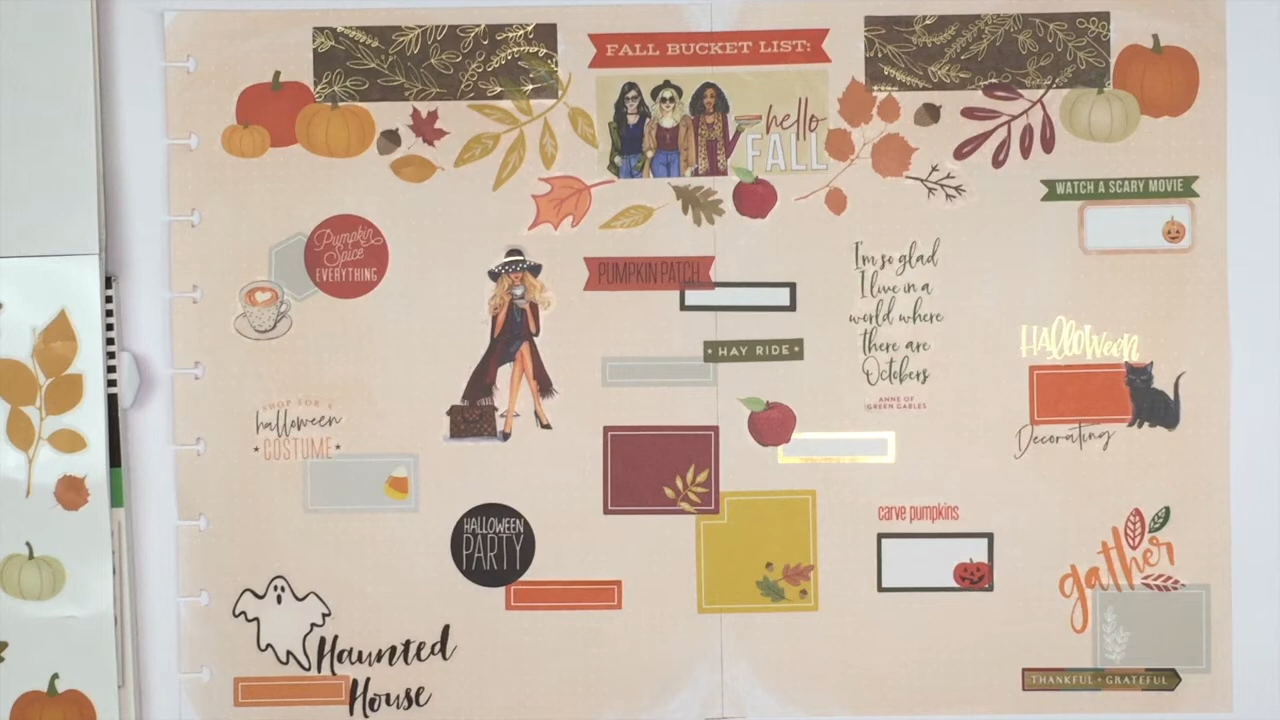 FALL BUCKET LIST:
hello
FALL
WATCH A SCARY MOVIE
Pumpkin
Spice
EVERYTHING
PUMPKIN PATCH
I'm so glad
I live in a
world where
there are
Octobers
ANNE OF
GREEN GABLES
HAY RIDE
Halloween
Decorating
SHOP FOR A
halloween
COSTUME
HALLOWEEN
PARTY
carve pumpkins
gather
Haunted
House
THANKFUL + GRATEFUL